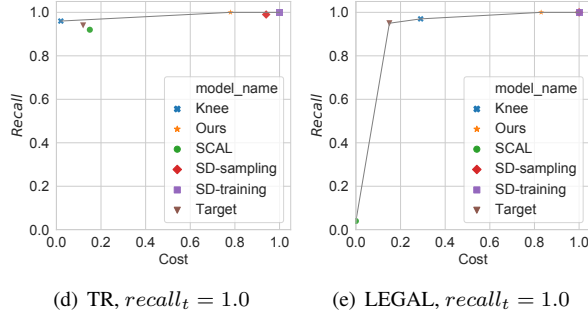 1.0
0.8
0.6
0.4
0.2
0.0
Recall
model_name
Knee
Ours
SCAL
SD-sampling
SD-training
Target
0.0 0.2 0.4 0.6 0.8 1.0
Cost
(d) TR, recall_t = 1.0
1.0
0.8
0.6
0.4
0.2
0.0
Recall
model_name
Knee
Ours
SCAL
SD-sampling
SD-training
Target
0.0 0.2 0.4 0.6 0.8 1.0
Cost
(e) LEGAL, recall_t = 1.0